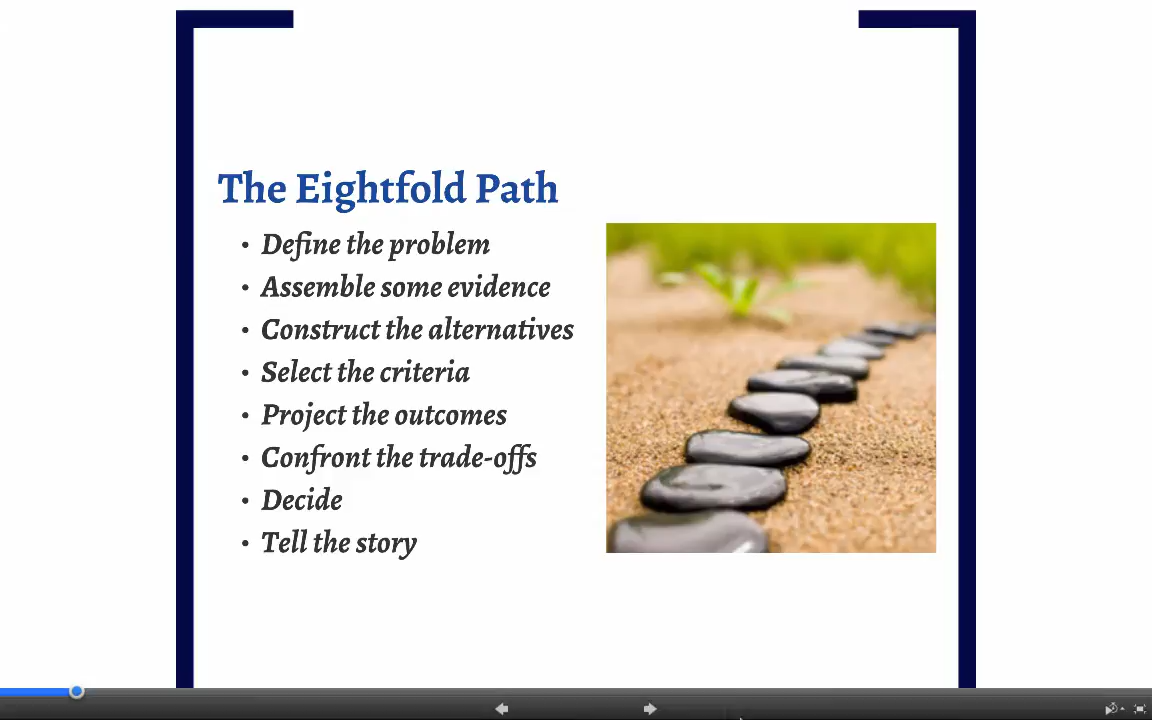 The Eightfold Path
• Define the problem
• Assemble some evidence
• Construct the alternatives
• Select the criteria
• Project the outcomes
• Confront the trade-offs
• Decide
• Tell the story